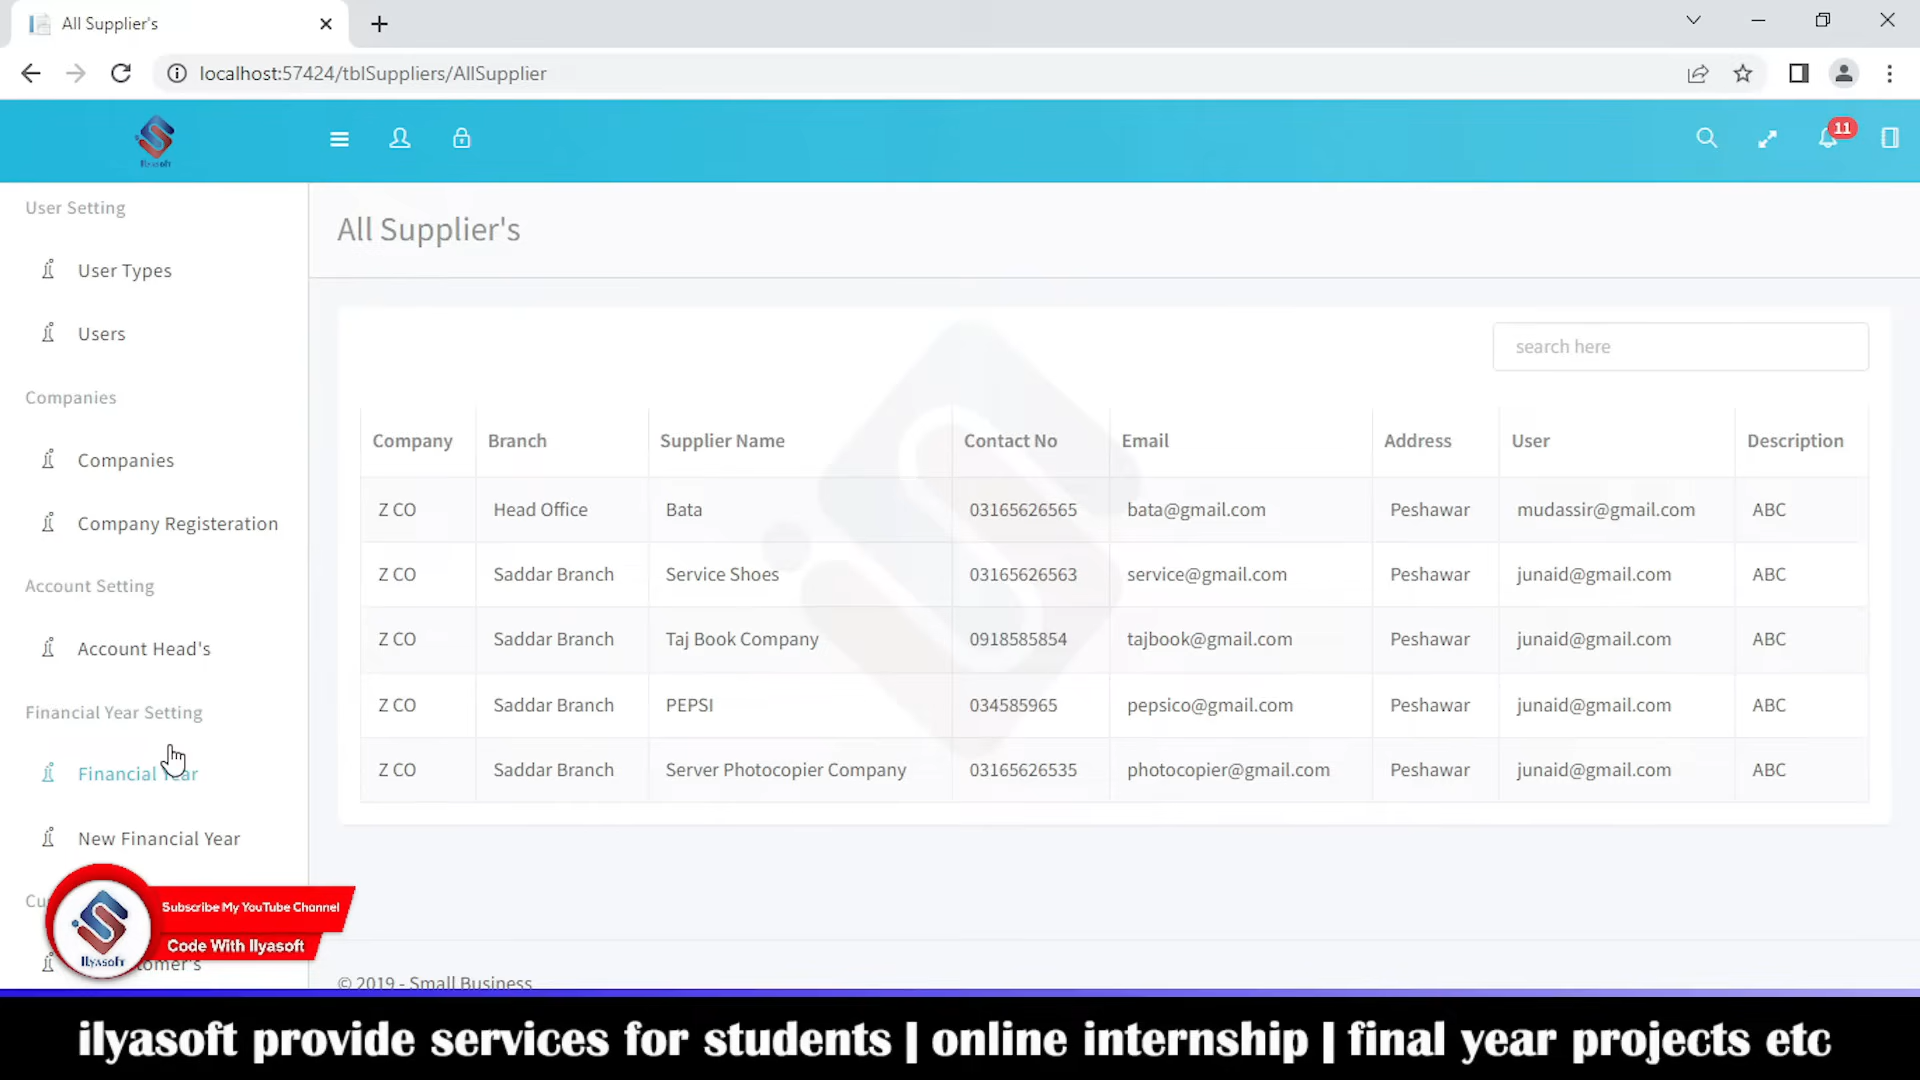 All Supplier's
localhost:57424/tblSuppliers/AllSupplier
Ilyasoft
11
User Setting
User Types
Users
Companies
Companies
Company Registeration
Account Setting
Account Head's
Financial Year Setting
Financial Year
New Financial Year
All Supplier's
search here
Company Branch Supplier Name Contact No Email Address User Description
Z CO Head Office Bata 03165626565 bata@gmail.com Peshawar mudassir@gmail.com ABC
Z CO Saddar Branch Service Shoes 03165626563 service@gmail.com Peshawar junaid@gmail.com ABC
Z CO Saddar Branch Taj Book Company 0918585854 tajbook@gmail.com Peshawar junaid@gmail.com ABC
Z CO Saddar Branch PEPSI 034585965 pepsico@gmail.com Peshawar junaid@gmail.com ABC
Z CO Saddar Branch Server Photocopier Company 03165626535 photocopier@gmail.com Peshawar junaid@gmail.com ABC
© 2019 - Small Business
Subscribe My YouTube Channel
Code With Ilyasoft
Ilyasoft
ilyasoft provide services for students | online internship | final year projects etc